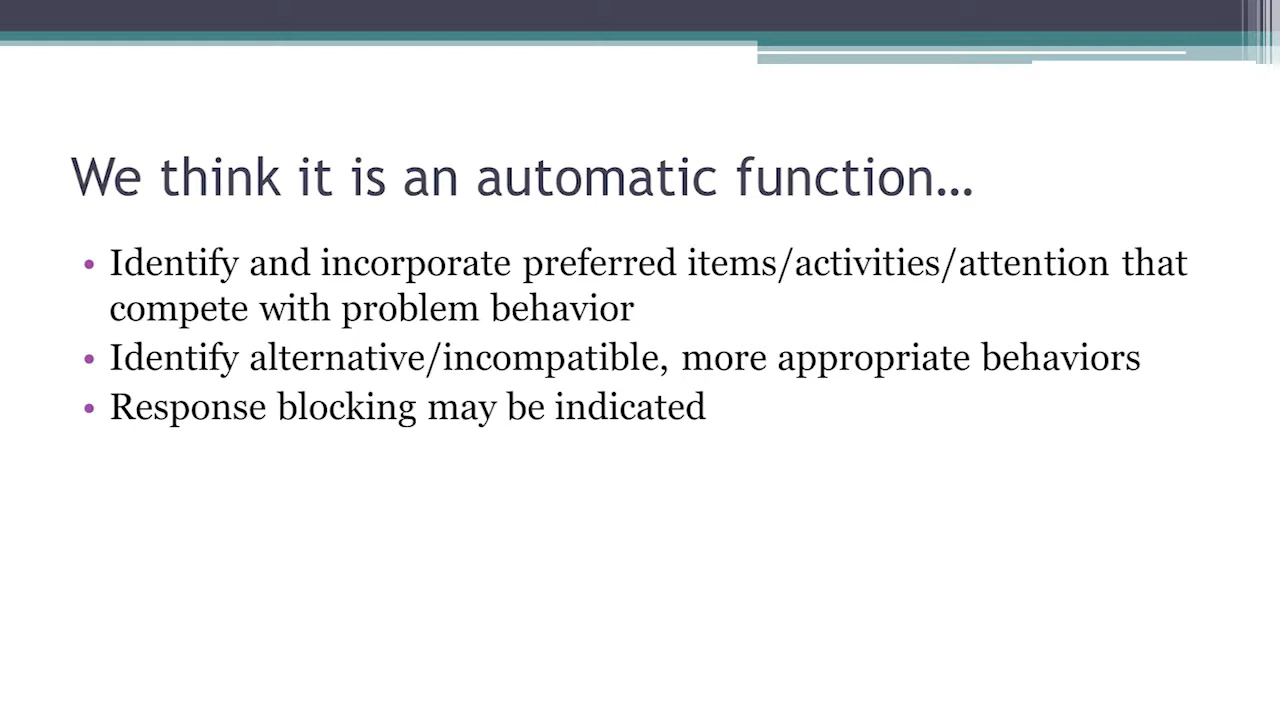 We think it is an automatic function…
• Identify and incorporate preferred items/activities/attention that
compete with problem behavior
• Identify alternative/incompatible, more appropriate behaviors
• Response blocking may be indicated